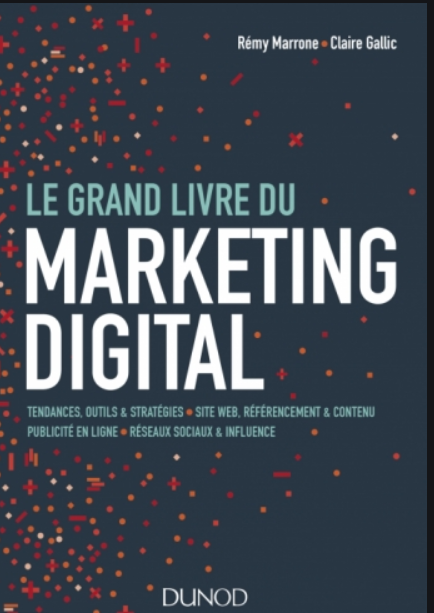 Rémy Marrone • Claire Gallic
LE GRAND LIVRE DU
MARKETING
DIGITAL
TENDANCES, OUTILS & STRATÉGIES • SITE WEB, RÉFÉRENCEMENT & CONTENU
PUBLICITÉ EN LIGNE • RÉSEAUX SOCIAUX & INFLUENCE
DUNOD